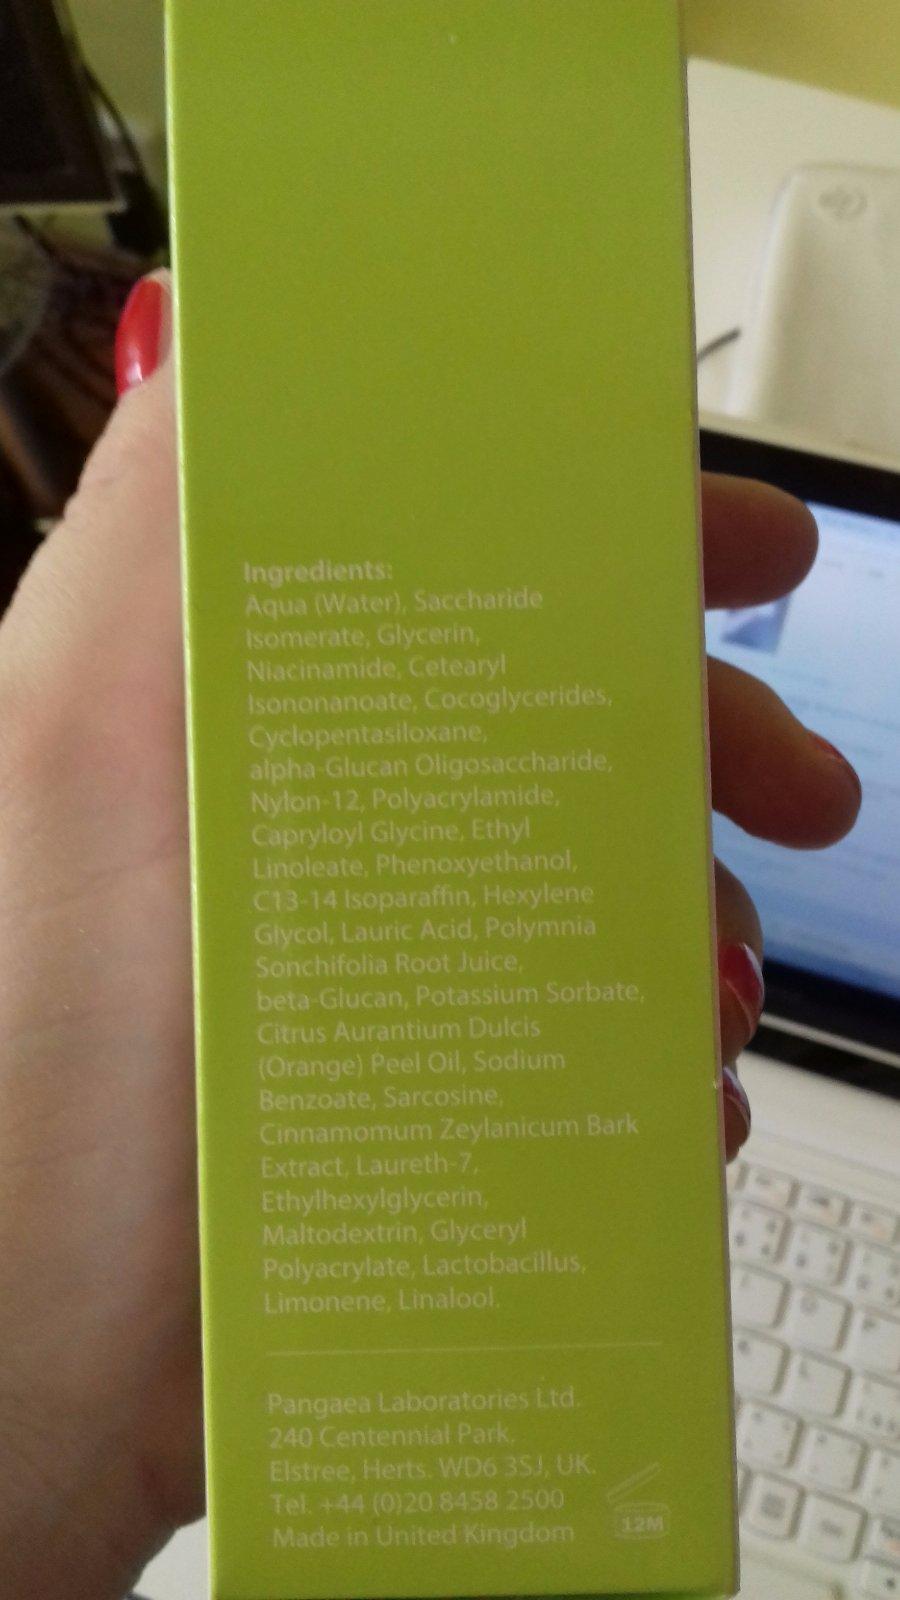 Ingredients:
Aqua (Water), Saccharide
Isomerate, Glycerin,
Niacinamide, Cetearyl
Isononanoate, Cocoglycerides,
Cyclopentasiloxane,
alpha-Glucan Oligosaccharide,
Nylon-12, Polyacrylamide,
Capryloyl Glycine, Ethyl
Linoleate, Phenoxyethanol,
C13-14 Isoparaffin, Hexylene
Glycol, Lauric Acid, Polymnia
Sonchifolia Root Juice,
beta-Glucan, Potassium Sorbate,
Citrus Aurantium Dulcis
(Orange) Peel Oil, Sodium
Benzoate, Sarcosine,
Cinnamomum Zeylanicum Bark
Extract, Laureth-7,
Ethylhexylglycerin,
Maltodextrin, Glyceryl
Polyacrylate, Lactobacillus,
Limonene, Linalool.
Pangaea Laboratories Ltd.
240 Centennial Park.
Elstree, Herts. WD6 3SJ, UK.
Tel. +44 (0)20 8458 2500
Made in United Kingdom
12M